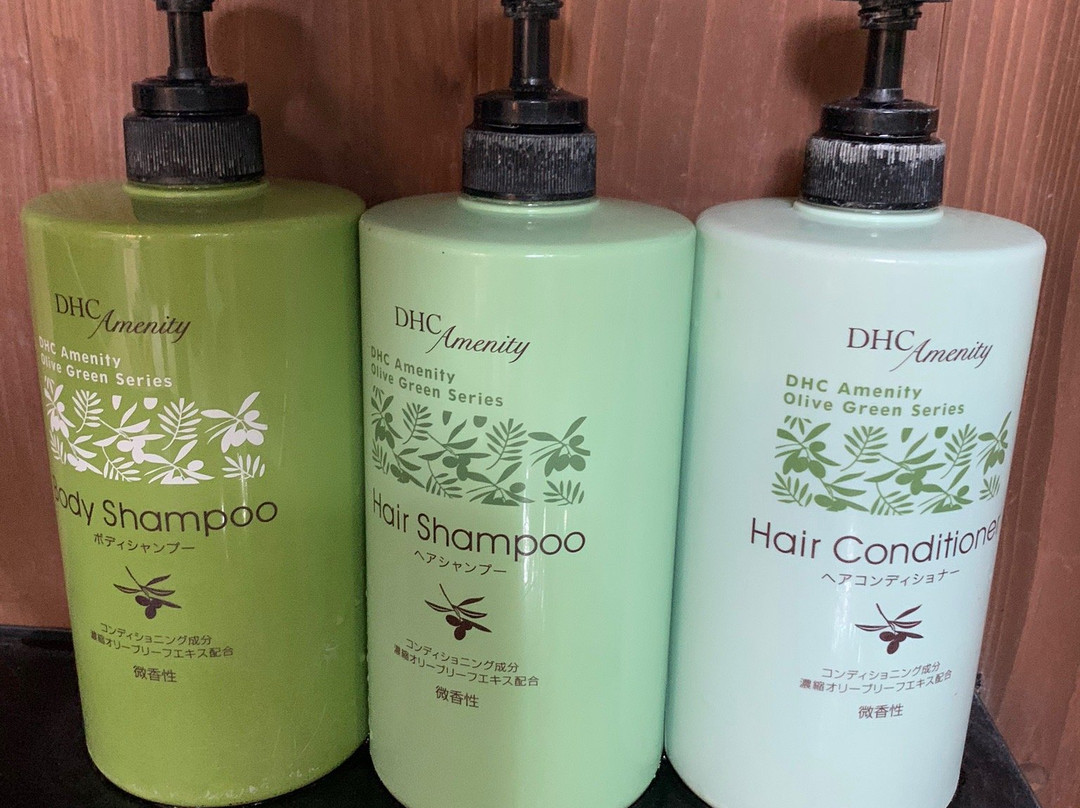 DHC Amenity
DHC Amenity
Olive Green Series
Body Shampoo
ボディシャンプー
コンディショニング成分
濃縮オリーブリーフエキス配合
微香性
DHC Amenity
DHC Amenity
Olive Green Series
Hair Shampoo
ヘアシャンプー
コンディショニング成分
濃縮オリーブリーフエキス配合
微香性
DHC Amenity
DHC Amenity
Olive Green Series
Hair Conditioner
ヘアコンディショナー
コンディショニング成分
濃縮オリーブリーフエキス配合
微香性